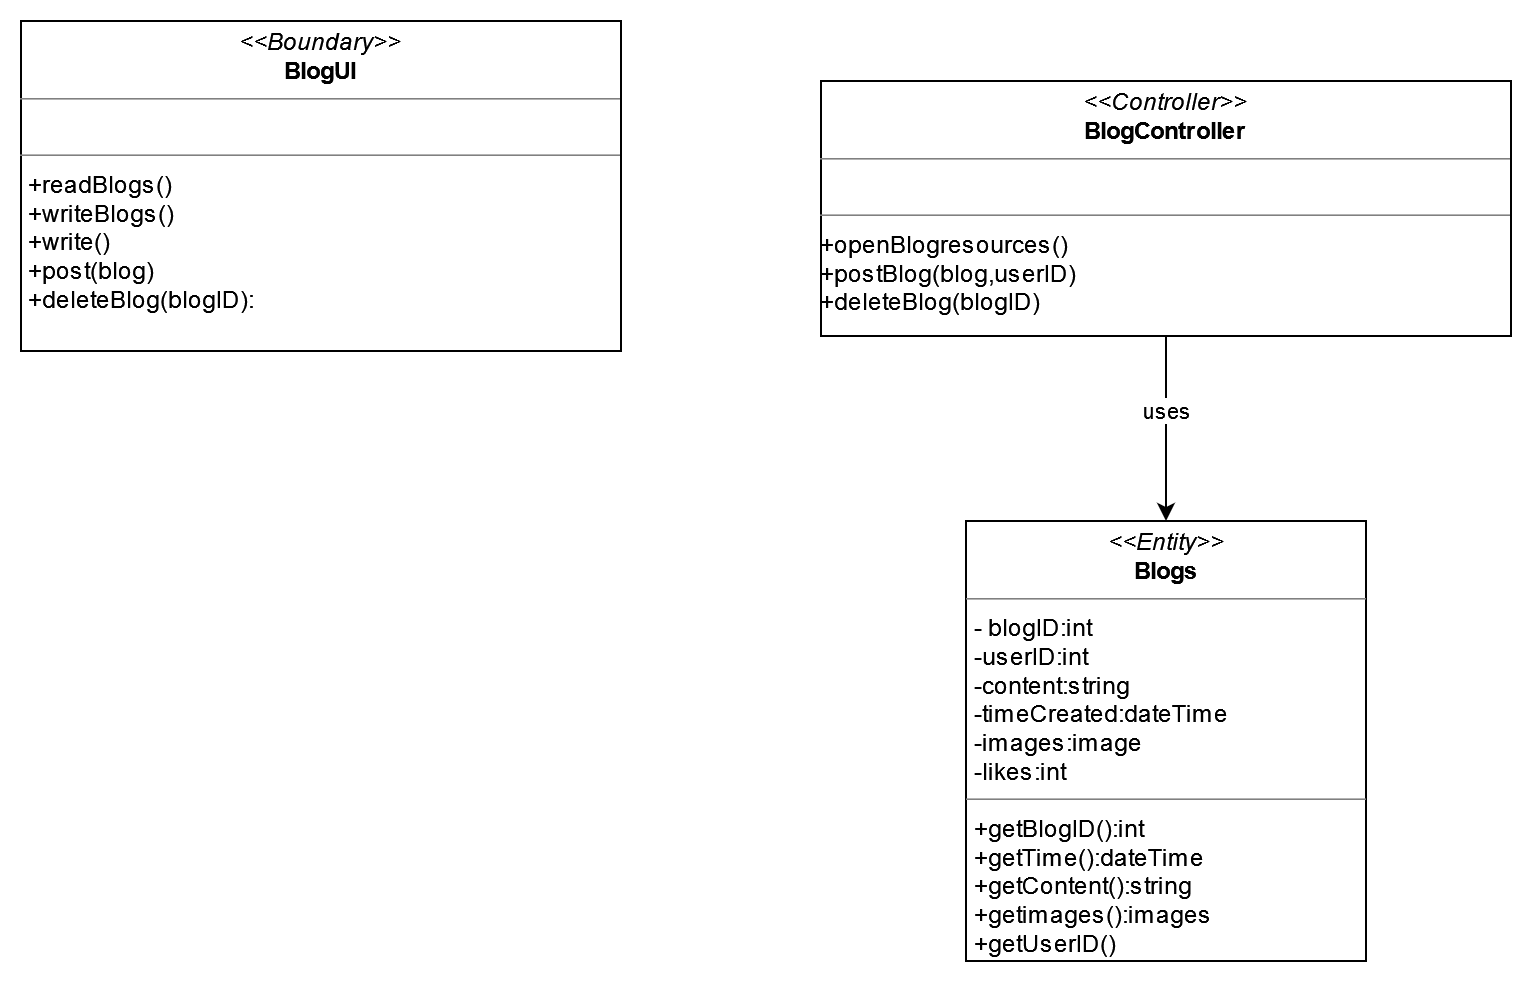 <<Boundary>>
BlogUI
+readBlogs()
+writeBlogs()
+write()
+post(blog)
+deleteBlog(blogID):
<<Controller>>
BlogController
+openBlogresources()
+postBlog(blog,userID)
+deleteBlog(blogID)
uses
<<Entity>>
Blogs
- blogID:int
-userID:int
-content:string
-timeCreated:dateTime
-images:image
-likes:int
+getBlogID():int
+getTime():dateTime
+getContent():string
+getimages():images
+getUserID()